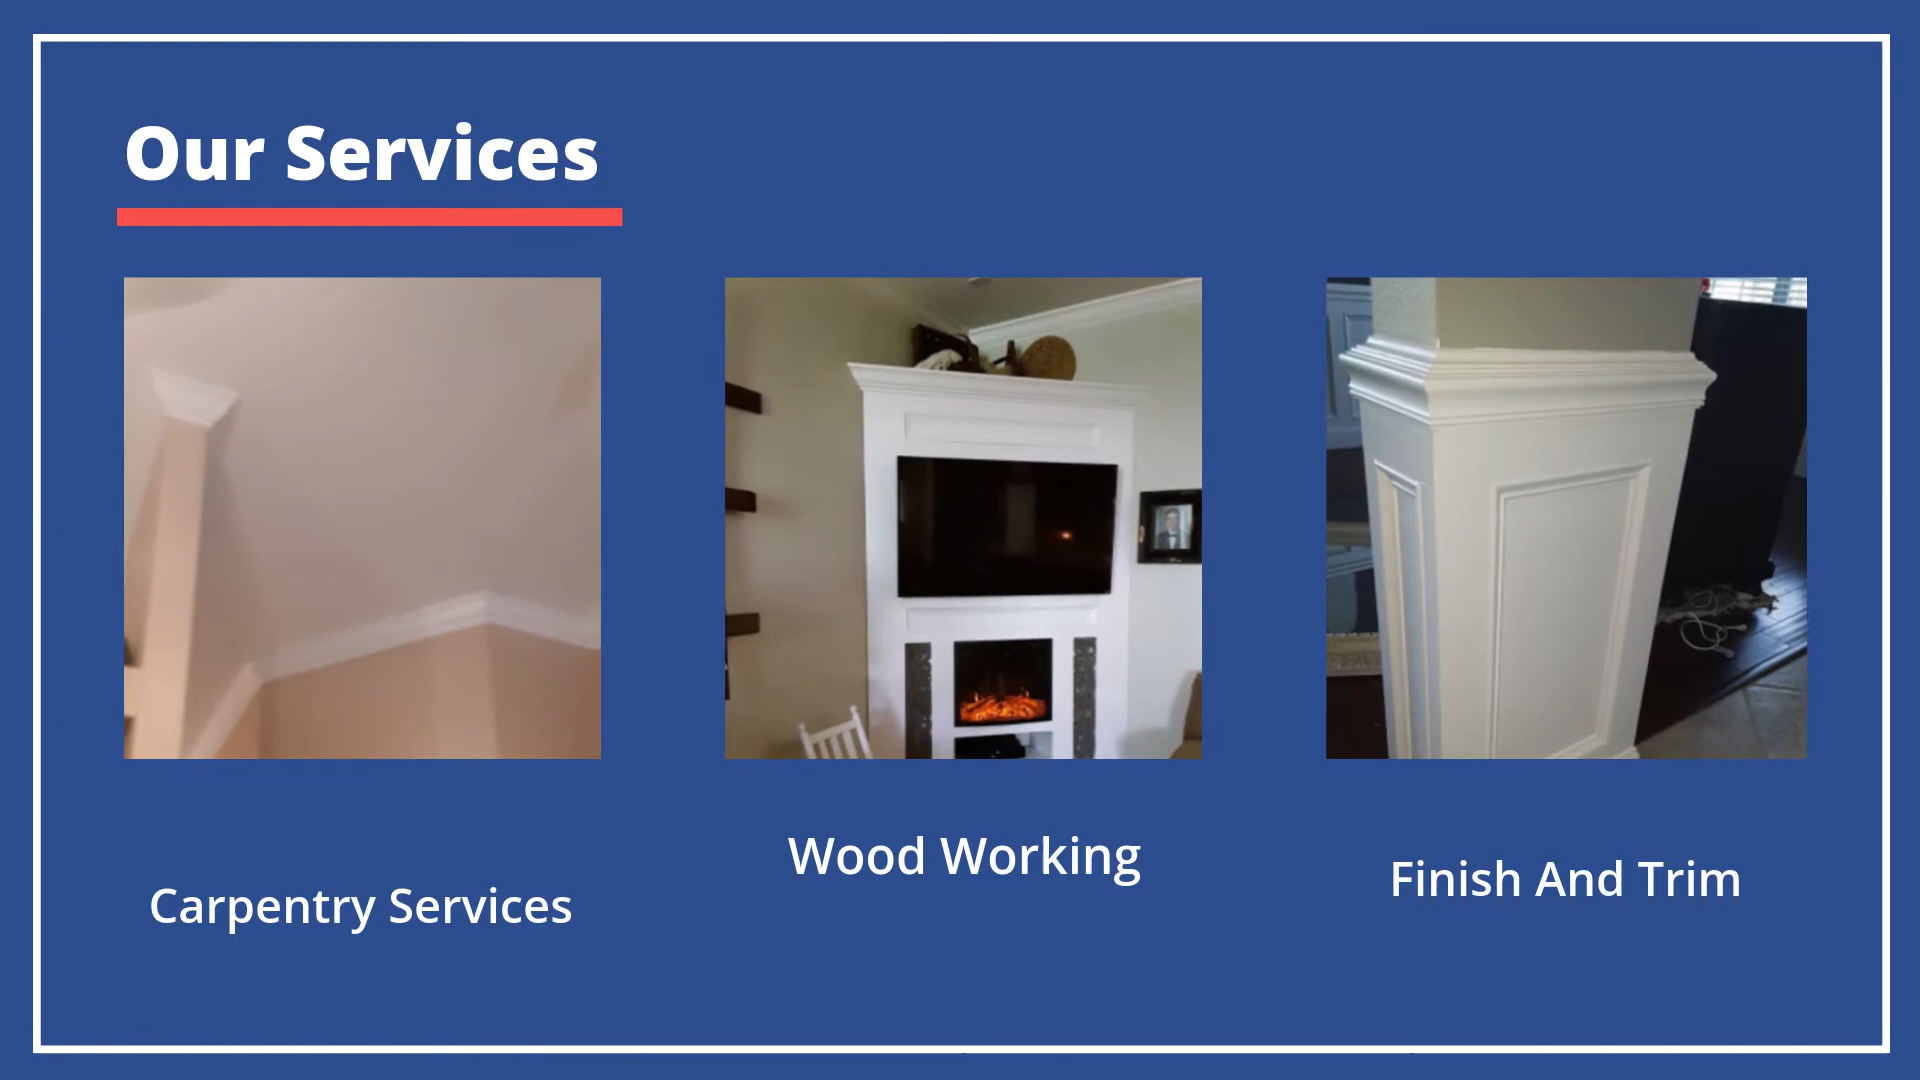 Our Services
Carpentry Services
Wood Working
Finish And Trim